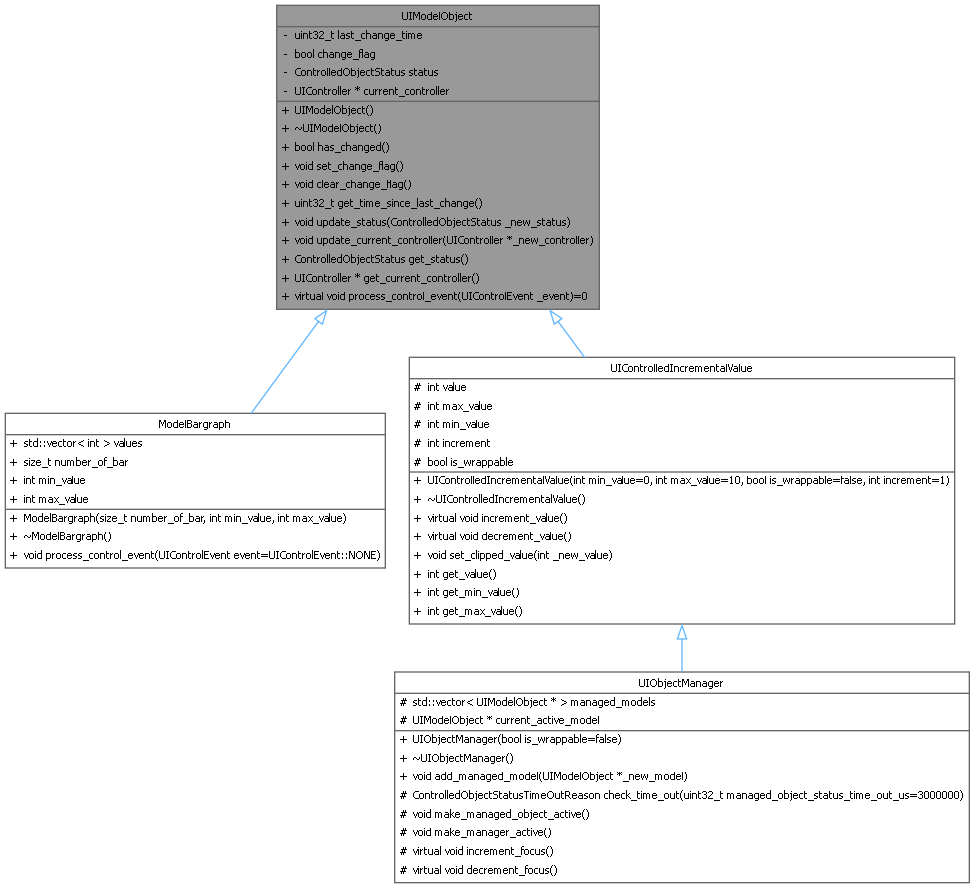 UIModelObject
- uint32_t last_change_time
- bool change_flag
- ControlledObjectStatus status
- UIController * current_controller
+ UIModelObject()
+ ~UIModelObject()
+ bool has_changed()
+ void set_change_flag()
+ void clear_change_flag()
+ uint32_t get_time_since_last_change()
+ void update_status(ControlledObjectStatus _new_status)
+ void update_current_controller(UIController *_new_controller)
+ ControlledObjectStatus get_status()
+ UIController * get_current_controller()
+ virtual void process_control_event(UIControlEvent _event)=0
UIControlledIncrementalValue
# int value
# int max_value
# int min_value
# int increment
# bool is_wrappable
+ UIControlledIncrementalValue(int min_value=0, int max_value=10, bool is_wrappable=false, int increment=1)
+ ~UIControlledIncrementalValue()
+ virtual void increment_value()
+ virtual void decrement_value()
+ void set_clipped_value(int _new_value)
+ int get_value()
+ int get_min_value()
+ int get_max_value()
ModelBargraph
+ std::vector< int > values
+ size_t number_of_bar
+ int min_value
+ int max_value
+ ModelBargraph(size_t number_of_bar, int min_value, int max_value)
+ ~ModelBargraph()
+ void process_control_event(UIControlEvent event=UIControlEvent::NONE)
UIObjectManager
# std::vector< UIModelObject * > managed_models
# UIModelObject * current_active_model
+ UIObjectManager(bool is_wrappable=false)
+ ~UIObjectManager()
+ void add_managed_model(UIModelObject *_new_model)
# ControlledObjectStatusTimeOutReason check_time_out(uint32_t managed_object_status_time_out_us=3000000)
# void make_managed_object_active()
# void make_manager_active()
# virtual void increment_focus()
# virtual void decrement_focus()